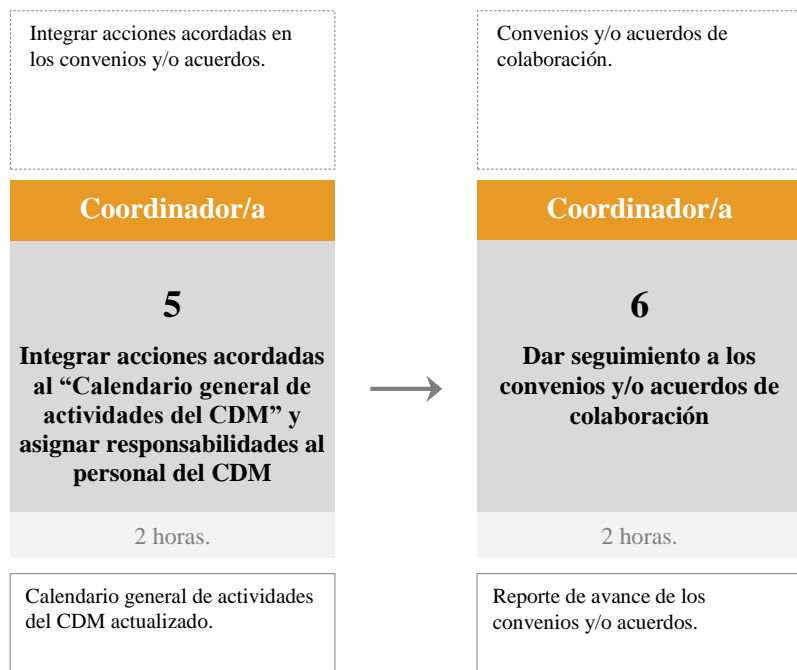 Integrar acciones acordadas en
los convenios y/o acuerdos.
Coordinador/a
5
Integrar acciones acordadas
al “Calendario general de
actividades del CDM” y
asignar responsabilidades al
personal del CDM
2 horas.
Calendario general de actividades
del CDM actualizado.
Convenios y/o acuerdos de
colaboración.
Coordinador/a
6
Dar seguimiento a los
convenios y/o acuerdos de
colaboración
2 horas.
Reporte de avance de los
convenios y/o acuerdos.